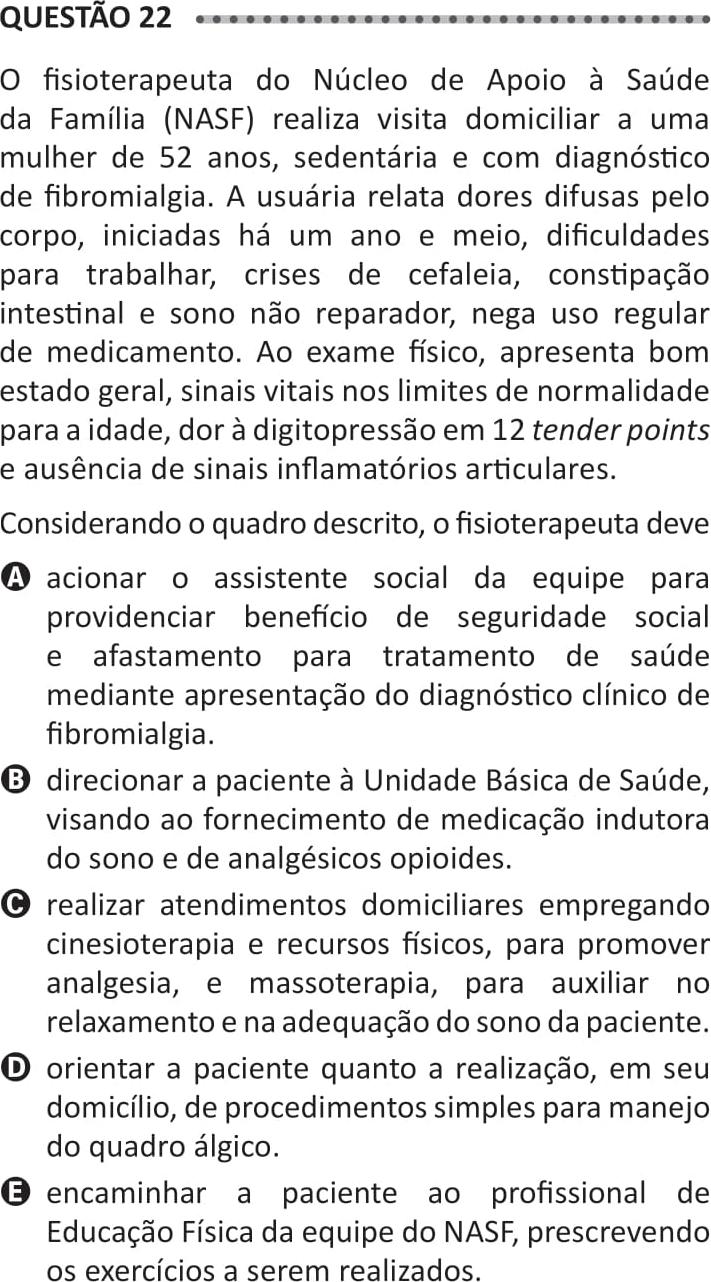 QUESTÃO 22
O fisioterapeuta do Núcleo de Apoio à Saúde
da Família (NASF) realiza visita domiciliar a uma
mulher de 52 anos, sedentária e com diagnóstico
de fibromialgia. A usuária relata dores difusas pelo
corpo, iniciadas há um ano e meio, dificuldades
para trabalhar, crises de cefaleia, constipação
intestinal e sono não reparador, nega uso regular
de medicamento. Ao exame físico, apresenta bom
estado geral, sinais vitais nos limites de normalidade
para a idade, dor à digitopressão em 12 tender points
e ausência de sinais inflamatórios articulares.
Considerando o quadro descrito, o fisioterapeuta deve
A acionar o assistente social da equipe para
providenciar benefício de seguridade social
e afastamento para tratamento de saúde
mediante apresentação do diagnóstico clínico de
fibromialgia.
B direcionar a paciente à Unidade Básica de Saúde,
visando ao fornecimento de medicação indutora
do sono e de analgésicos opioides.
C realizar atendimentos domiciliares empregando
cinesioterapia e recursos físicos, para promover
analgesia, e massoterapia, para auxiliar no
relaxamento e na adequação do sono da paciente.
D orientar a paciente quanto a realização, em seu
domicílio, de procedimentos simples para manejo
do quadro álgico.
E encaminhar a paciente ao profissional de
Educação Física da equipe do NASF, prescrevendo
os exercícios a serem realizados.